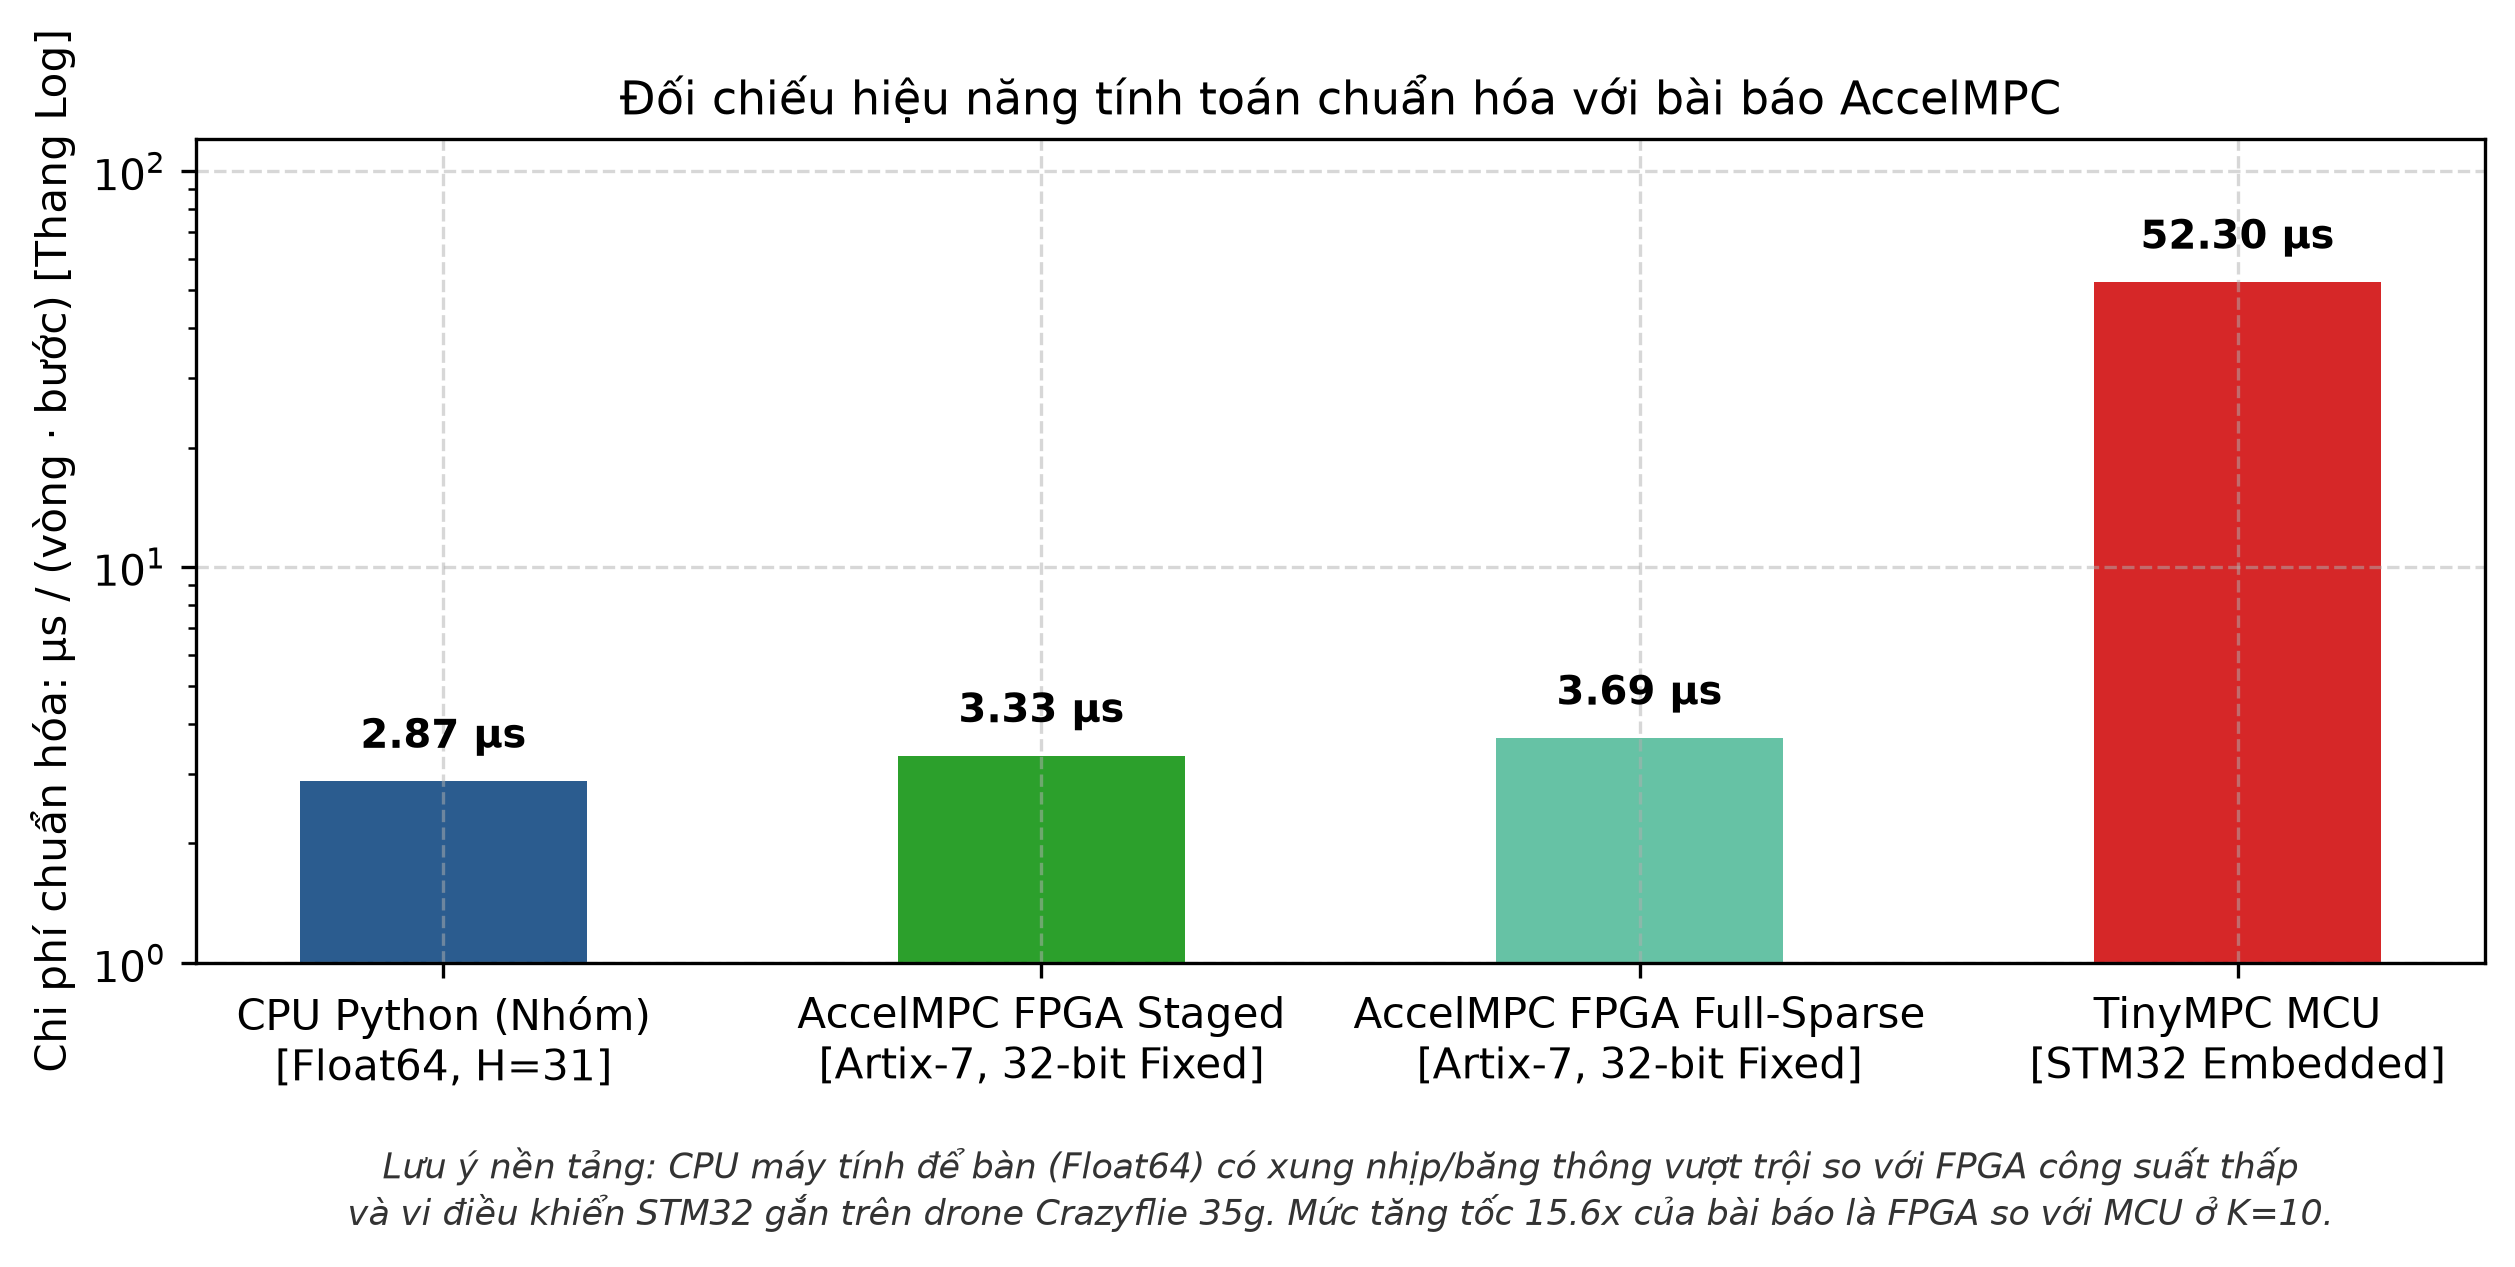 Đối chiếu hiệu năng tính toán chuẩn hóa với bài báo AccelMPC
Chi phí chuẩn hóa: µs / (vòng · bước) [Thang Log]
10²
10¹
10⁰
2.87 µs
3.33 µs
3.69 µs
52.30 µs
CPU Python (Nhóm)
[Float64, H=31]
AccelMPC FPGA Staged
[Artix-7, 32-bit Fixed]
AccelMPC FPGA Full-Sparse
[Artix-7, 32-bit Fixed]
TinyMPC MCU
[STM32 Embedded]
Lưu ý nền tảng: CPU máy tính để bàn (Float64) có xung nhịp/băng thông vượt trội so với FPGA công suất thấp
và vi điều khiển STM32 gắn trên drone Crazyflie 35g. Mức tăng tốc 15.6x của bài báo là FPGA so với MCU ở K=10.